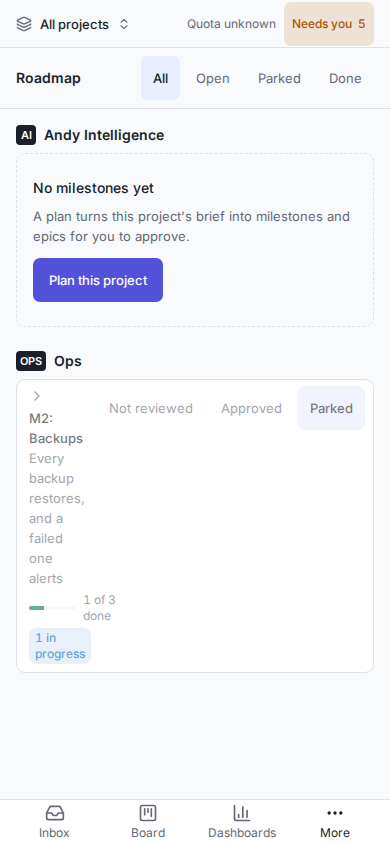 All projects
Quota unknown
Needs you 5
Roadmap
All
Open
Parked
Done
AI Andy Intelligence
No milestones yet
A plan turns this project's brief into milestones and
epics for you to approve.
Plan this project
OPS Ops
Not reviewed
Approved
Parked
M2:
Backups
Every
backup
restores,
and a
failed
one
alerts
1 of 3
done
1 in
progress
Inbox
Board
Dashboards
More